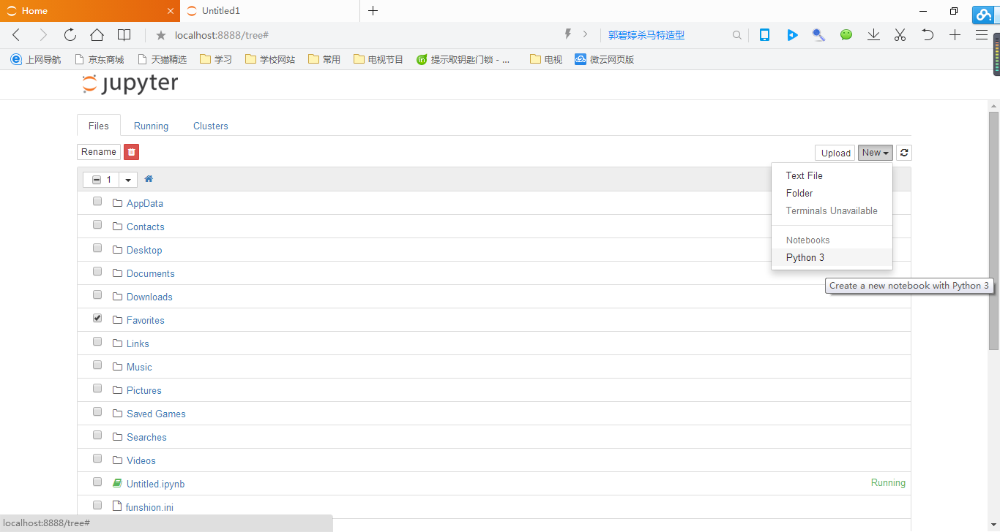 Home
Untitled1
localhost:8888/tree#
郭碧婷杀马特造型
上网导航 京东商城 天猫精选 学习 学校网站 常用 电视节目 提示取钥匙门锁 - ... 电视 微云网页版
jupyter
Files Running Clusters
Rename
Upload New
1
Text File
Folder
Terminals Unavailable
Notebooks
Python 3
Create a new notebook with Python 3
AppData
Contacts
Desktop
Documents
Downloads
Favorites
Links
Music
Pictures
Saved Games
Searches
Videos
Untitled.ipynb Running
funshion.ini
localhost:8888/tree#